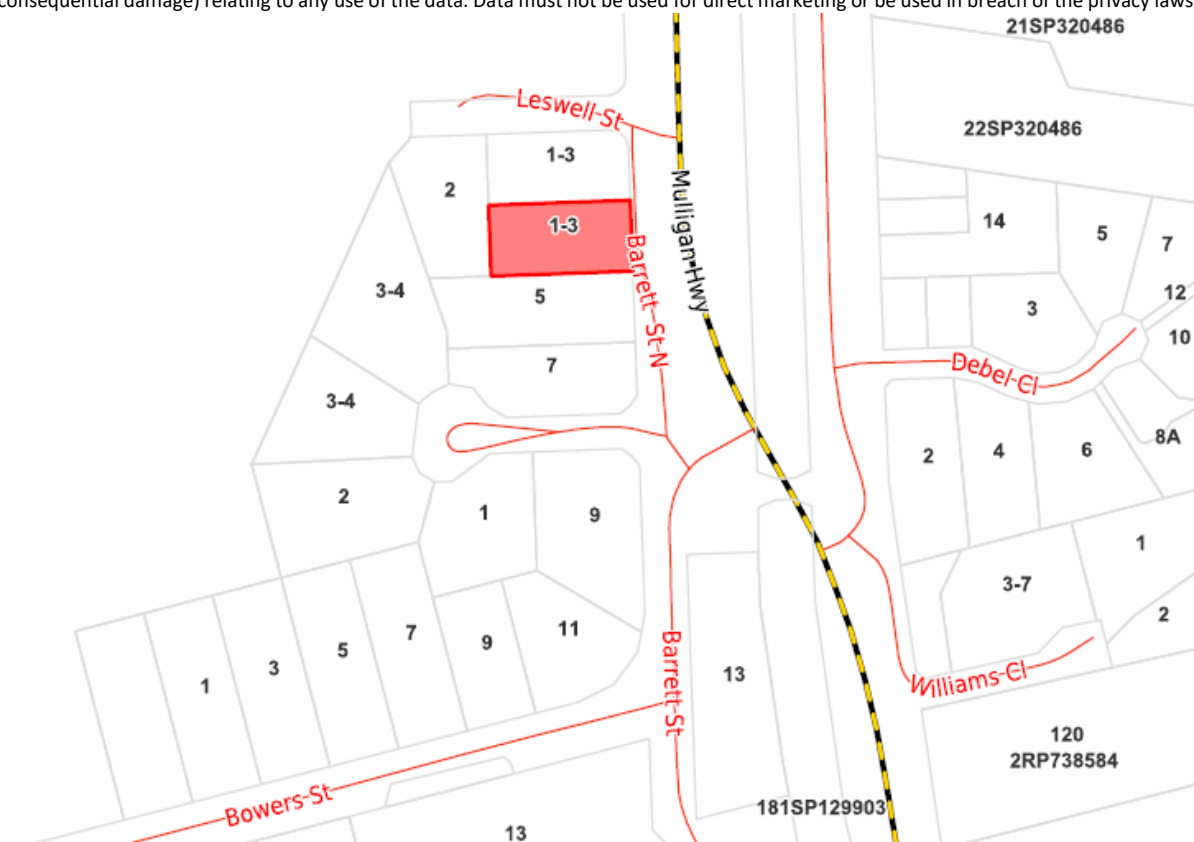 consequential damage) relating to any use of the data. Data must not be used for direct marketing or be used in breach of the privacy laws
21SP320486
Leswell-St
22SP320486
1-3
2
Mulligan-Hwy
14
1-3
5
7
Barrett-St-N
3-4
5
12
3
10
7
Debel-Cl
3-4
8A
2
4
6
2
1
9
1
3-7
2
7
9
11
5
3
1
13
Barrett-St
Williams-Cl
120
2RP738584
Bowers-St
181SP129903
13